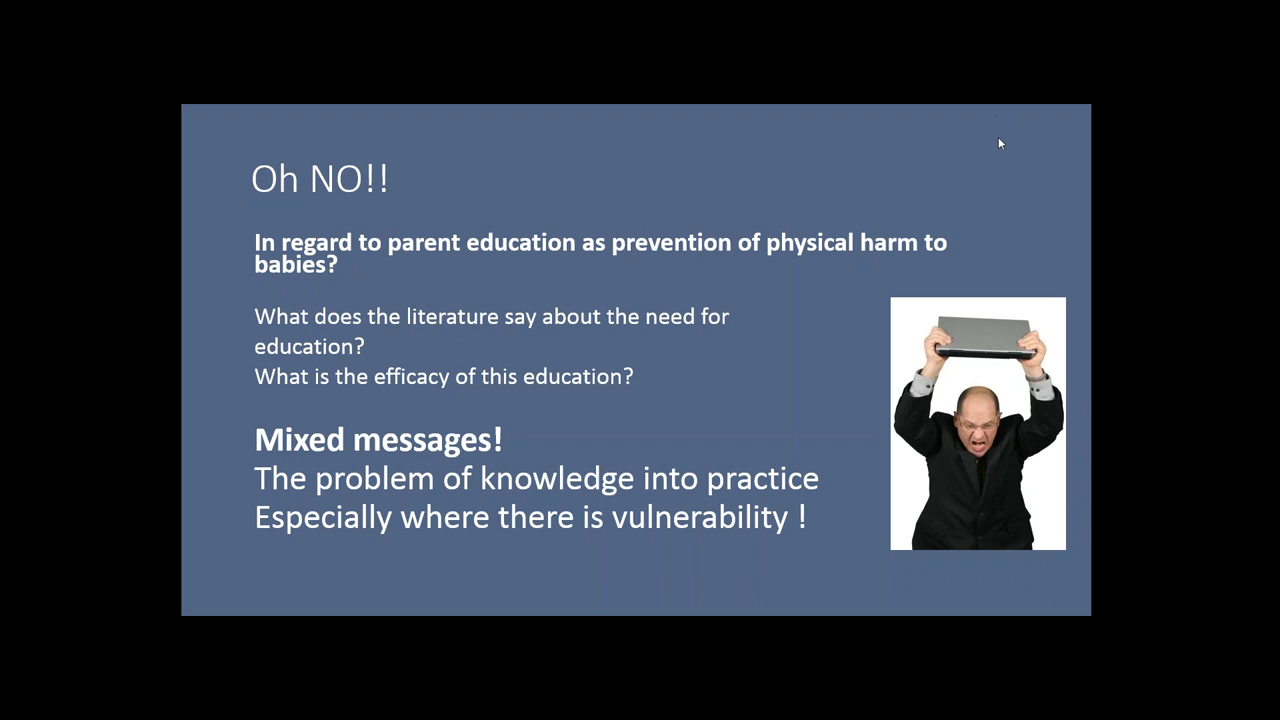 Oh NO!!
In regard to parent education as prevention of physical harm to
babies?
What does the literature say about the need for
education?
What is the efficacy of this education?
Mixed messages!
The problem of knowledge into practice
Especially where there is vulnerability !